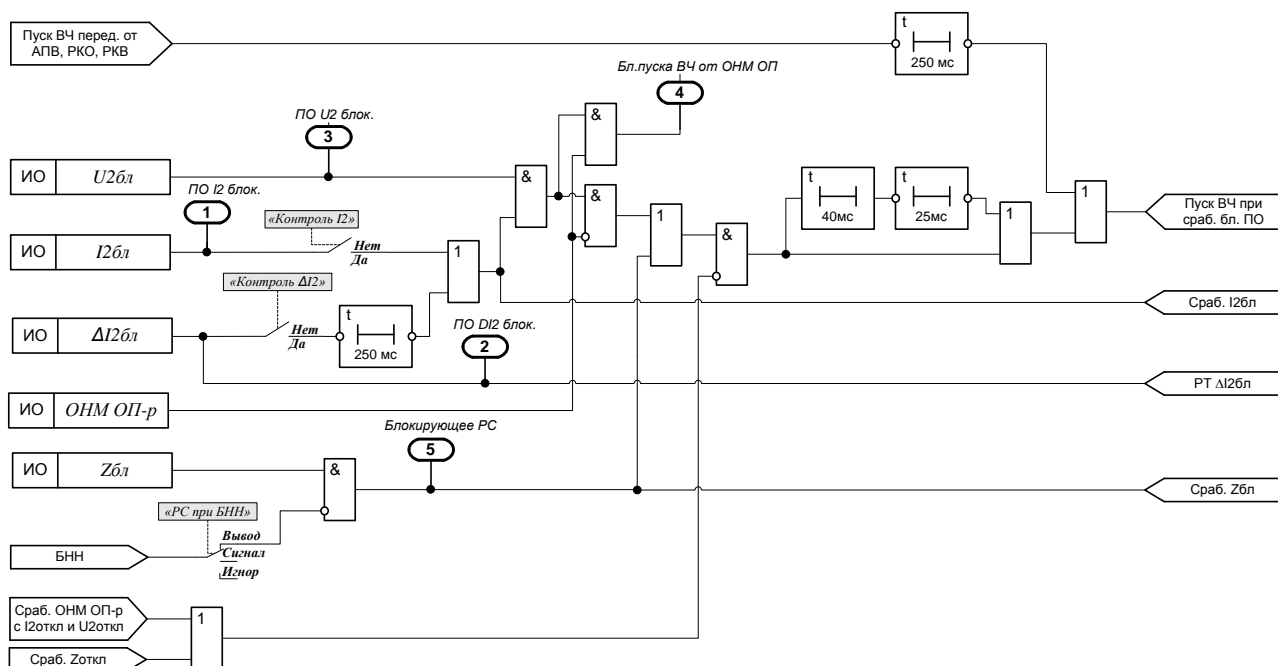 Пуск ВЧ перед. от
АПВ, РКО, РКВ
t
250 мс
Бл.пуска ВЧ от ОНМ ОП
4
ПО U2 блок.
3
&
ИО U2бл
&
ПО I2 блок.
1
«Контроль I2»
&
t
40мс
t
25мс
1
Пуск ВЧ при
сраб. бл. ПО
1
1
&
ИО I2бл
Нет
Да
1
«Контроль ΔI2»
Сраб. I2бл
ИО ΔI2бл
Нет
Да
t
250 мс
ПО DI2 блок.
2
РТ ΔI2бл
ИО ОНМ ОП-р
Блокирующее РС
5
ИО Zбл
&
Сраб. Zбл
«РС при БНН»
Вывод
БНН
Сигнал
Игнор
Сраб. ОНМ ОП-р
с I2откл и U2откл
1
Сраб. Zоткл